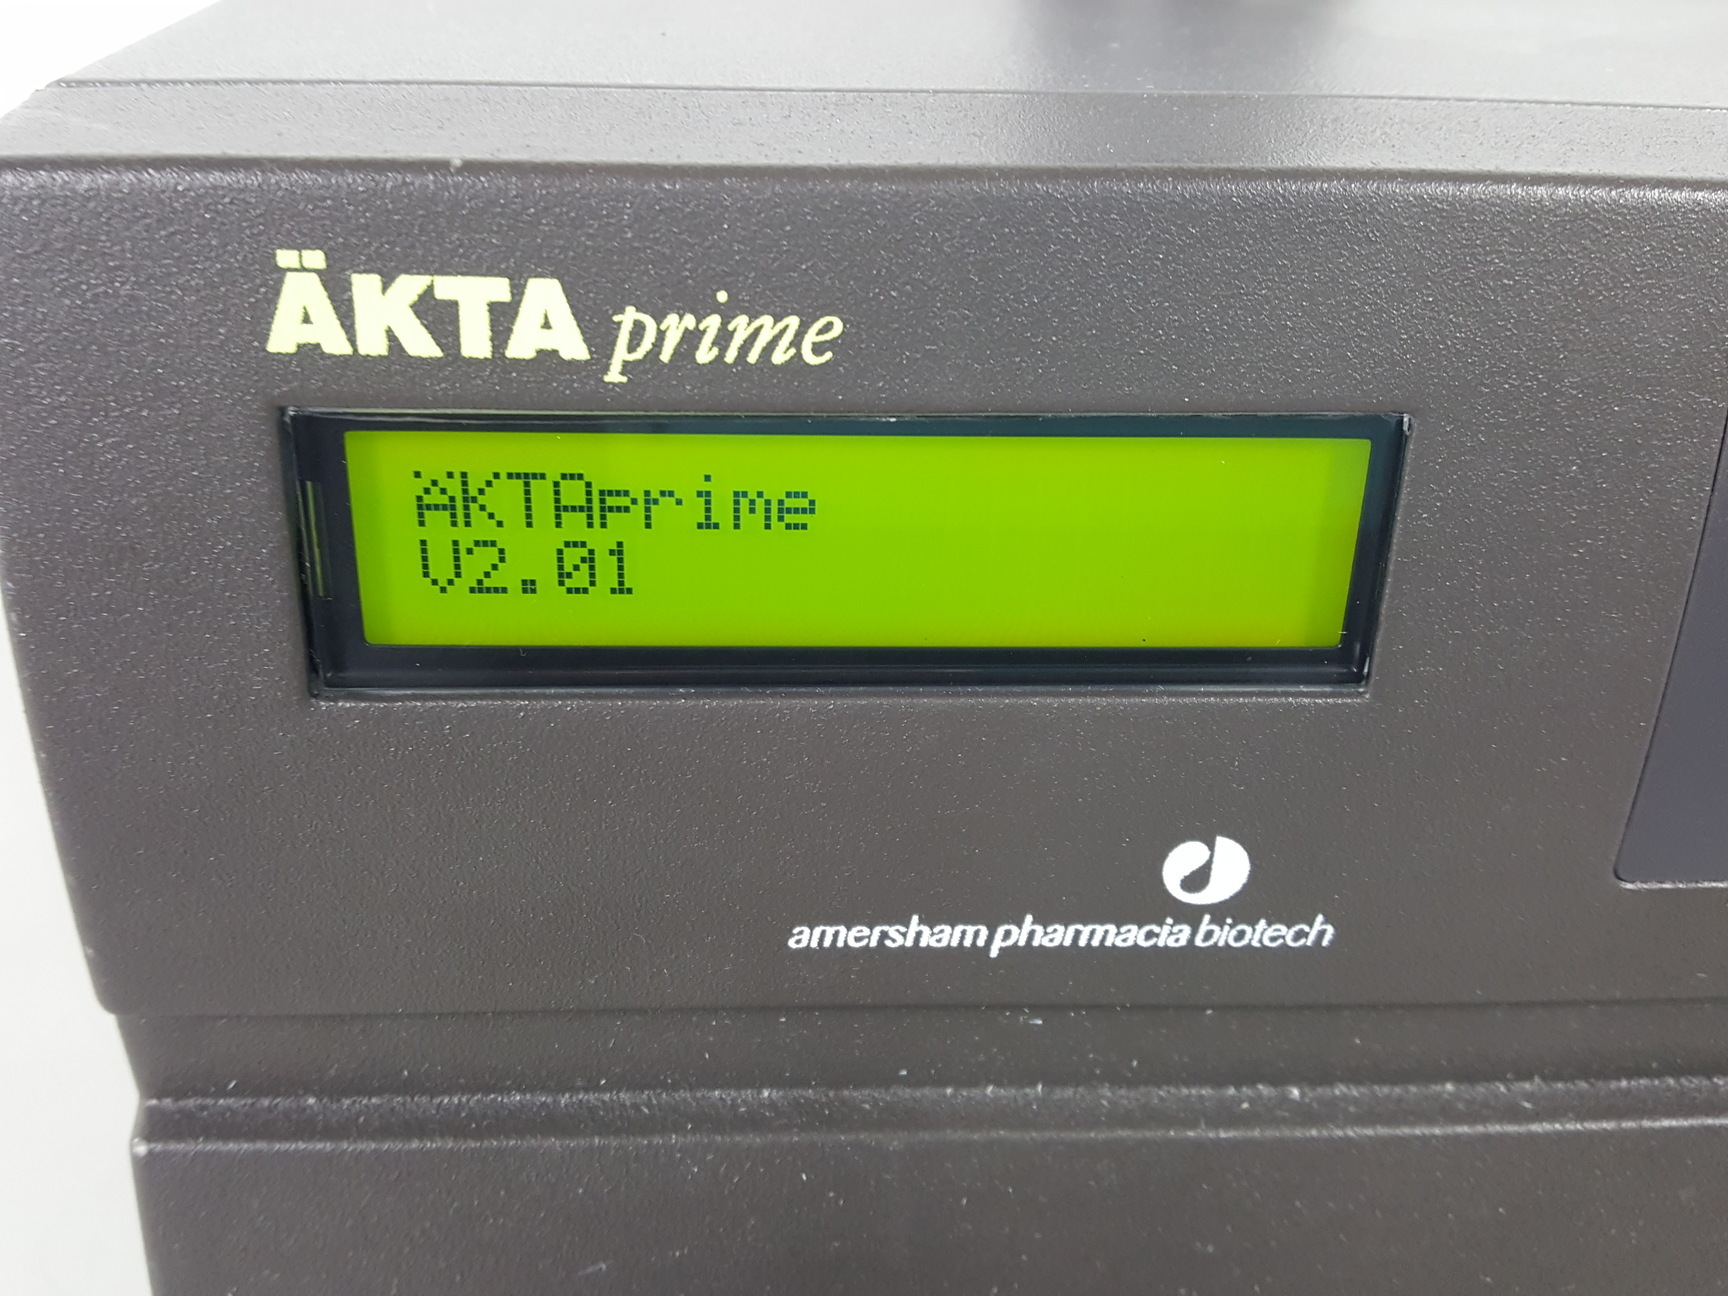 ÄKTA prime
ÄKTAprime
V2.01
amersham pharmacia biotech